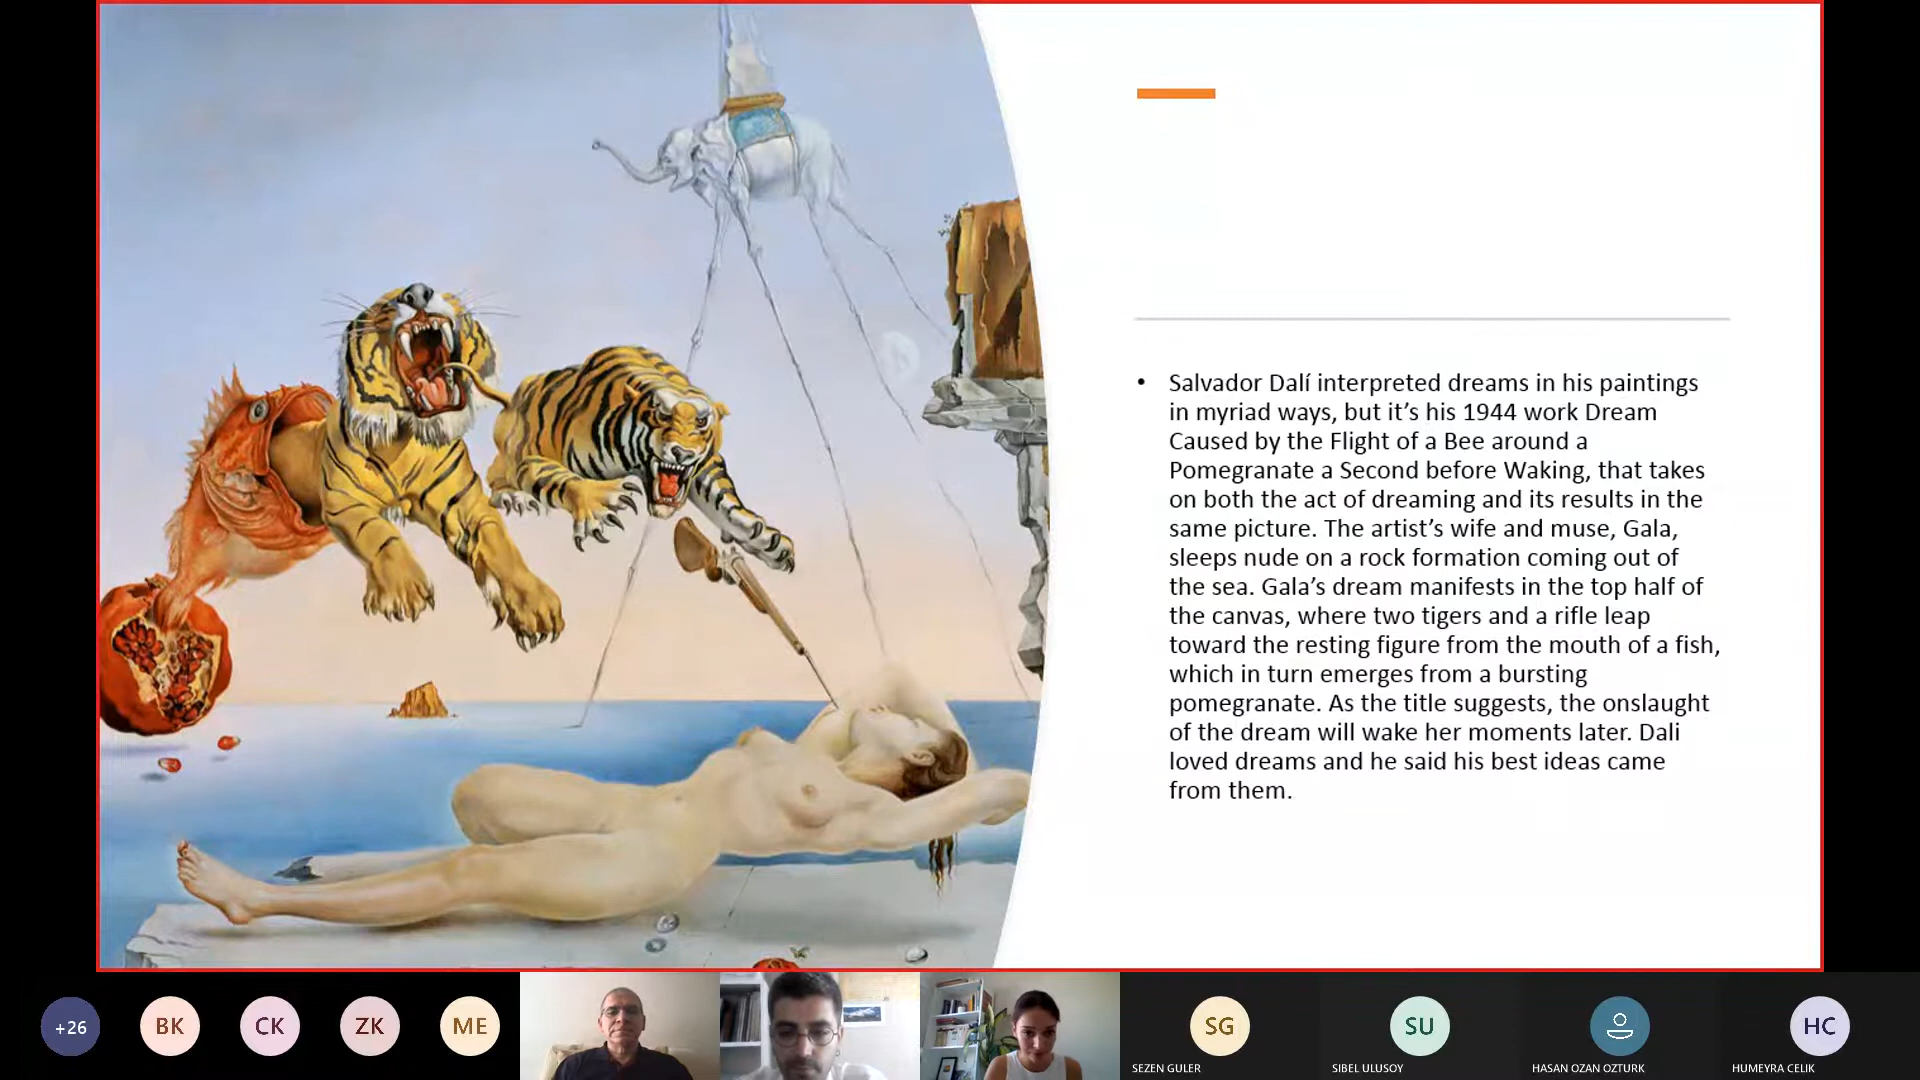 • Salvador Dalí interpreted dreams in his paintings
in myriad ways, but it’s his 1944 work Dream
Caused by the Flight of a Bee around a
Pomegranate a Second before Waking, that takes
on both the act of dreaming and its results in the
same picture. The artist’s wife and muse, Gala,
sleeps nude on a rock formation coming out of
the sea. Gala’s dream manifests in the top half of
the canvas, where two tigers and a rifle leap
toward the resting figure from the mouth of a fish,
which in turn emerges from a bursting
pomegranate. As the title suggests, the onslaught
of the dream will wake her moments later. Dali
loved dreams and he said his best ideas came
from them.
+26
BK
CK
ZK
ME
SG
SEZEN GULER
SU
SIBEL ULUSOY
HASAN OZAN OZTURK
HC
HUMEYRA CELIK